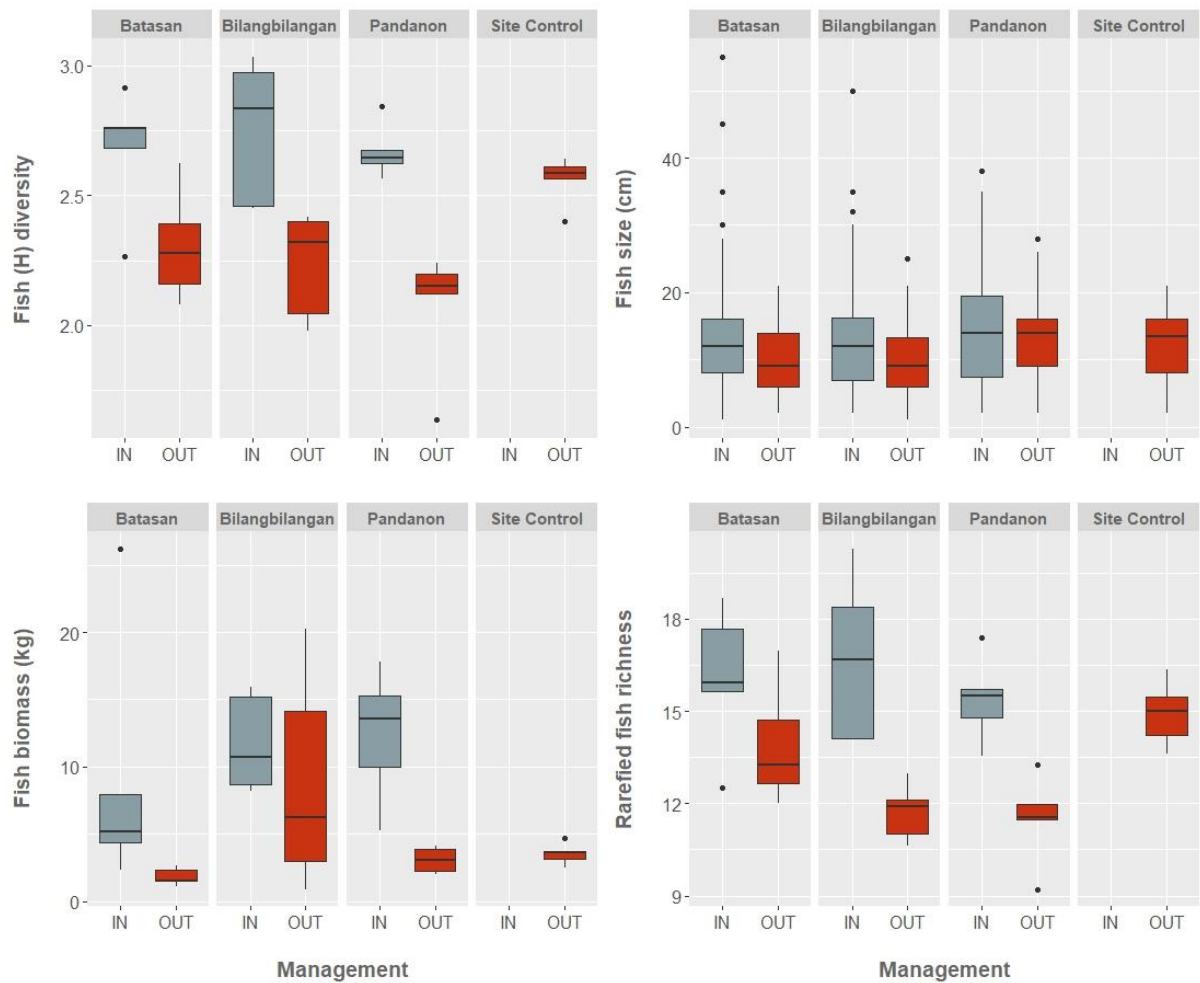 Batasan Bilangbilangan Pandanon Site Control
Fish (H) diversity
3.0
2.5
2.0
IN OUT IN OUT IN OUT IN OUT
Batasan Bilangbilangan Pandanon Site Control
Fish size (cm)
40
20
0
IN OUT IN OUT IN OUT IN OUT
Batasan Bilangbilangan Pandanon Site Control
Fish biomass (kg)
20
10
0
IN OUT IN OUT IN OUT IN OUT
Management
Batasan Bilangbilangan Pandanon Site Control
Rarefied fish richness
18
15
12
9
IN OUT IN OUT IN OUT IN OUT
Management